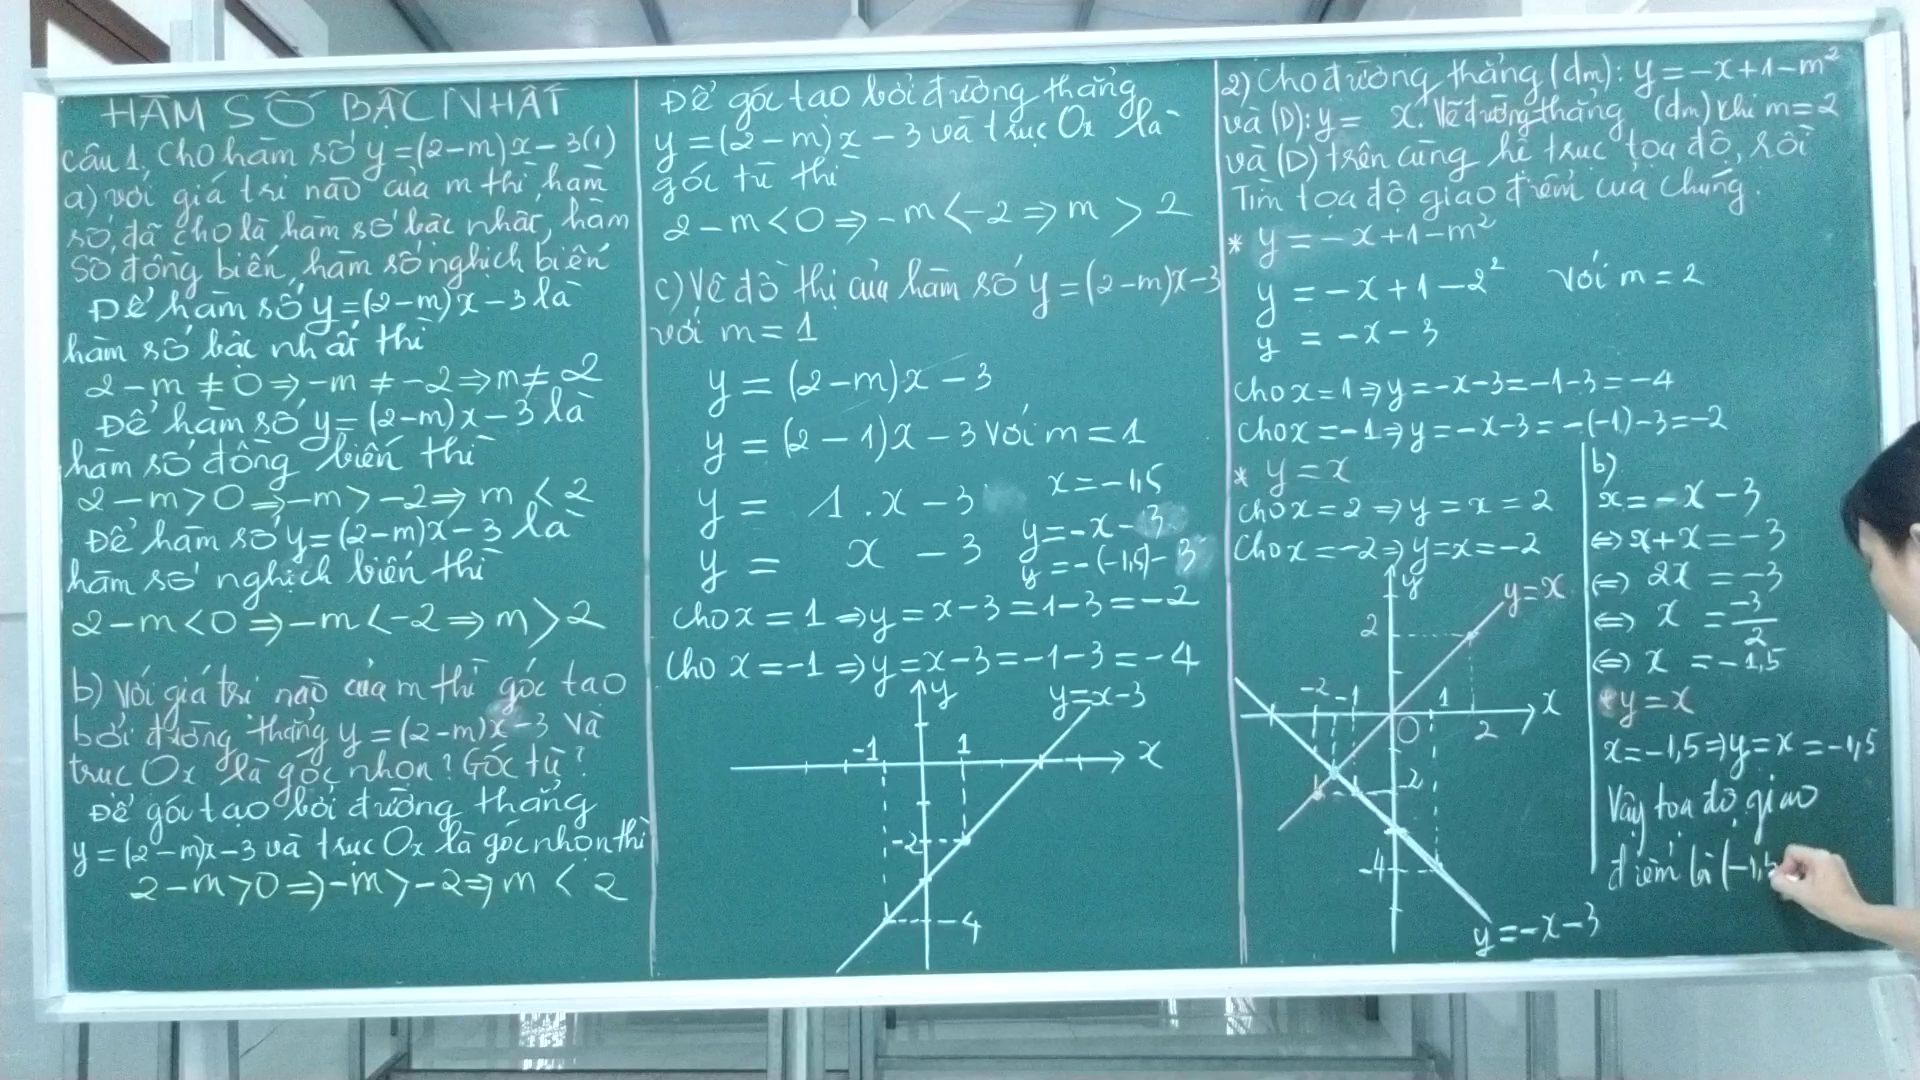 HÀM SỐ BẬC NHẤT
Câu 1. Cho hàm số y=(2-m)x-3(1)
a) với giá trị nào của m thì hàm
số đã cho là hàm số bậc nhất, hàm
số đồng biến, hàm số nghịch biến
Để hàm số y=(2-m)x-3 là
hàm số bậc nhất thì
2-m≠0⇒-m≠-2⇒m≠2
Để hàm số y=(2-m)x-3 là
hàm số đồng biến thì
2-m>0⇒-m>-2⇒m<2
Để hàm số y=(2-m)x-3 là
hàm số nghịch biến thì
2-m<0⇒-m<-2⇒m>2
b) Với giá trị nào của m thì góc tạo
bởi đường thẳng y=(2-m)x-3 và
trục Ox là góc nhọn? Góc tù?
Để góc tạo bởi đường thẳng
y=(2-m)x-3 và trục Ox là góc nhọn thì
2-m>0⇒-m>-2⇒m<2
Để góc tạo bởi đường thẳng
y=(2-m)x-3 và trục Ox là
góc tù thì
2-m<0⇒-m<-2⇒m>2
c) Vẽ đồ thị của hàm số y=(2-m)x-3
với m=1
y=(2-m)x-3
y=(2-1)x-3 Với m=1
y= 1.x-3
y= x-3
x=-1,5
y=-x-3
y=-(-1,5)-3
Cho x=1⇒y=x-3=1-3=-2
Cho x=-1⇒y=x-3=-1-3=-4
y
y=x-3
-1
1
x
-2
-4
2) Cho đường thẳng (dm): y=-x+1-m²
và (D): y= x. Vẽ đường thẳng (dm) khi m=2
và (D) trên cùng hệ trục tọa độ, rồi
Tìm tọa độ giao điểm của chúng.
* y=-x+1-m²
y=-x+1-2² Với m=2
y=-x-3
Cho x=1⇒y=-x-3=-1-3=-4
Cho x=-1⇒y=-x-3=-(-1)-3=-2
* y=x
Cho x=2⇒y=x=2
Cho x=-2⇒y=x=-2
y
y=x
2
-2
-1
1
x
O
2
-2
-4
y=-x-3
b)
x=-x-3
⇔x+x=-3
⇔ 2x=-3
⇔ x=-3/2
⇔ x=-1,5
* y=x
x=-1,5⇒y=x=-1,5
Vậy tọa độ giao
điểm là (-1,5